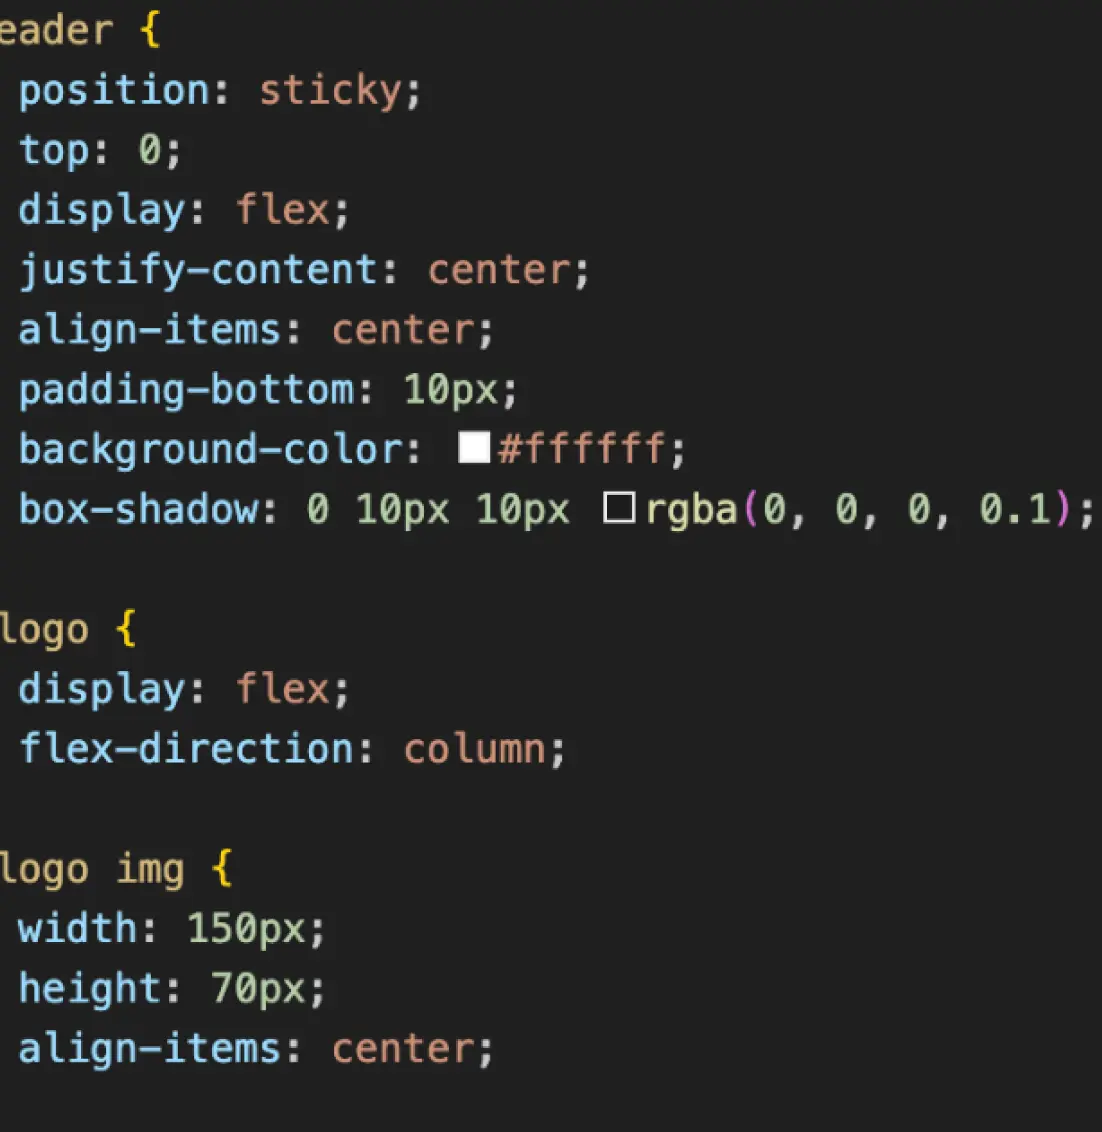 eader {
position: sticky;
top: 0;
display: flex;
justify-content: center;
align-items: center;
padding-bottom: 10px;
background-color: #ffffff;
box-shadow: 0 10px 10px rgba(0, 0, 0, 0.1);
logo {
display: flex;
flex-direction: column;
logo img {
width: 150px;
height: 70px;
align-items: center;